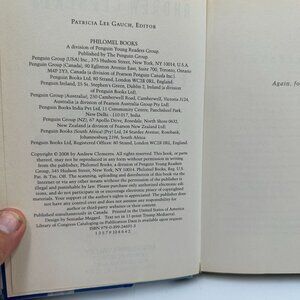 PATRICIA LEE GAUCH, EDITOR
PHILOMEL BOOKS
A division of Penguin Young Readers Group.
Published by The Penguin Group.
Penguin Group (USA) Inc., 375 Hudson Street, New York, NY 10014, U.S.A.
Penguin Group (Canada), 90 Eglinton Avenue East, Suite 700, Toronto, Ontario
M4P 2Y3, Canada (a division of Pearson Penguin Canada Inc.)
Penguin Books Ltd, 80 Strand, London WC2R 0RL, England.
Penguin Ireland, 25 St. Stephen's Green, Dublin 2, Ireland (a division of
Penguin Books Ltd)
Penguin Group (Australia), 250 Camberwell Road, Camberwell, Victoria 3124,
Australia (a division of Pearson Australia Group Pty Ltd)
Penguin Books India Pvt Ltd, 11 Community Centre, Panchsheel Park,
New Delhi - 110 017, India
Penguin Group (NZ), 67 Apollo Drive, Rosedale, North Shore 0632,
New Zealand (a division of Pearson New Zealand Ltd)
Penguin Books (South Africa) (Pty) Ltd, 24 Sturdee Avenue, Rosebank,
Johannesburg 2196, South Africa
Penguin Books Ltd, Registered Offices: 80 Strand, London WC2R 0RL, England.
Copyright © 2008 by Andrew Clements. All rights reserved. This book, or parts
thereof, may not be reproduced in any form without permission in writing
from the publisher, Philomel Books, a division of Penguin Young Readers Group,
345 Hudson Street, New York, NY 10014. Philomel Books, Reg. U.S.
Pat. & Tm. Off. The scanning, uploading and distribution of this book via the
Internet or via any other means without the permission of the publisher is
illegal and punishable by law. Please purchase only authorized electronic editions,
and do not participate in or encourage electronic piracy of copyrighted
materials. Your support of the author's rights is appreciated. The publisher does
not have any control over and does not assume any responsibility for
author or third-party websites or their content.
Published simultaneously in Canada. Printed in the United States of America.
Design by Semadar Megged. Text set in 13 point Trump Mediaeval.
Library of Congress Cataloging-in-Publication Data is available upon request.
ISBN 978-0-399-24691-3
1 3 5 7 9 10 8 6 4 2
Again, fo